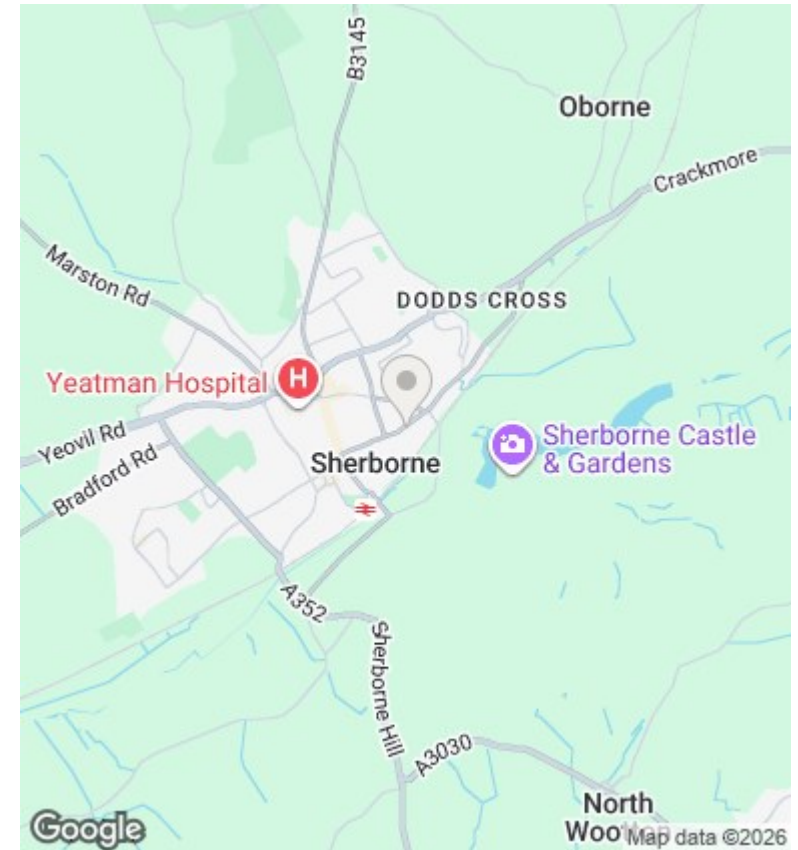 B3145
Oborne
Crackmore
Marston Rd
DODDS CROSS
Yeatman Hospital
H
Yeovil Rd
Bradford Rd
Sherborne
Sherborne Castle
& Gardens
A352
Sherborne Hill
A3030
North
Wootton
Google
Map data ©2026